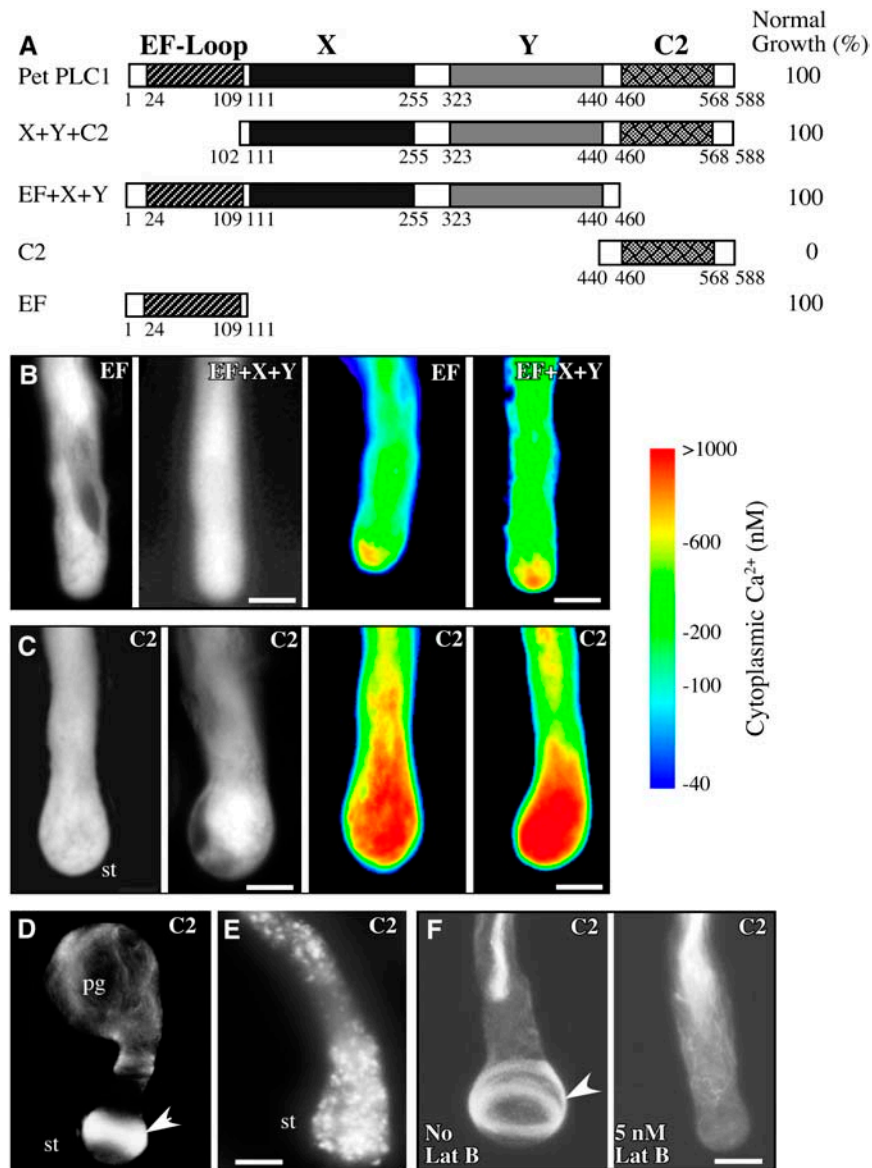 A
EF-Loop X Y C2 Normal Growth (%)
Pet PLC1 100
1 24 109 111 255 323 440 460 568 588
X+Y+C2 100
102 111 255 323 440 460 568 588
EF+X+Y 100
1 24 109 111 255 323 440 460
C2 0
440 460 568 588
EF 100
1 24 109 111
B EF EF+X+Y EF EF+X+Y
C C2 C2 C2 C2
st
>1000
-600
-200
-100
-40
Cytoplasmic Ca²⁺ (nM)
D C2
pg
st
E C2
st
F C2 C2
No Lat B
5 nM Lat B